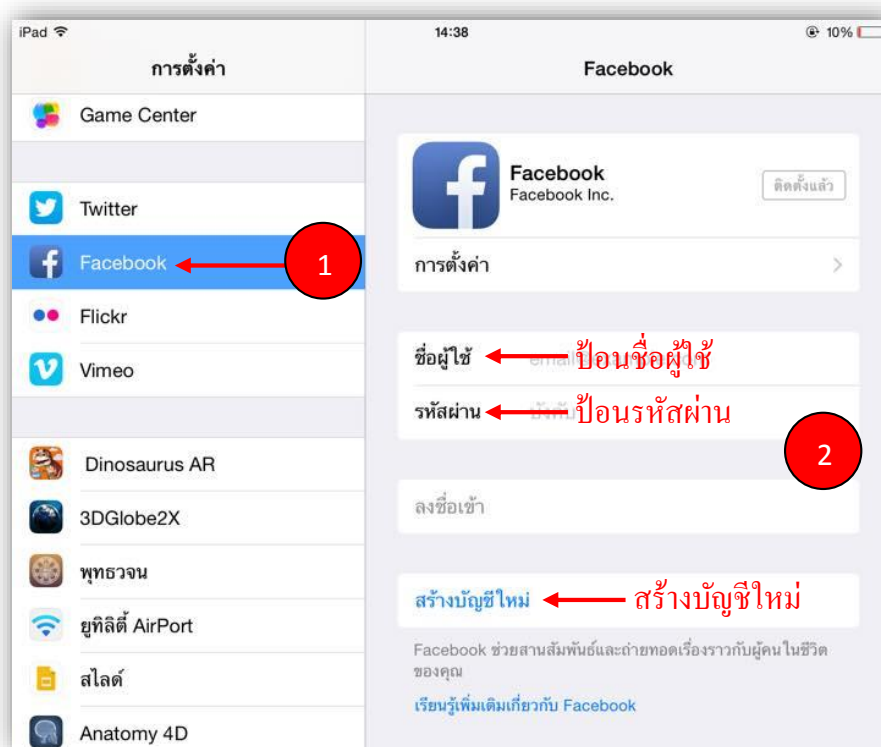 iPad 14:38 10%
การตั้งค่า
Facebook
Game Center
Twitter
Facebook
1
Flickr
Vimeo
Dinosaurus AR
3DGlobe2X
พุทธวจน
ยูทิลิตี้ AirPort
สไลด์
Anatomy 4D
Facebook
Facebook Inc.
ติดตั้งแล้ว
การตั้งค่า
ชื่อผู้ใช้ ป้อนชื่อผู้ใช้
รหัสผ่าน ป้อนรหัสผ่าน
2
ลงชื่อเข้า
สร้างบัญชีใหม่ สร้างบัญชีใหม่
Facebook ช่วยสานสัมพันธ์และถ่ายทอดเรื่องราวกับผู้คนในชีวิต
ของคุณ
เรียนรู้เพิ่มเติมเกี่ยวกับ Facebook